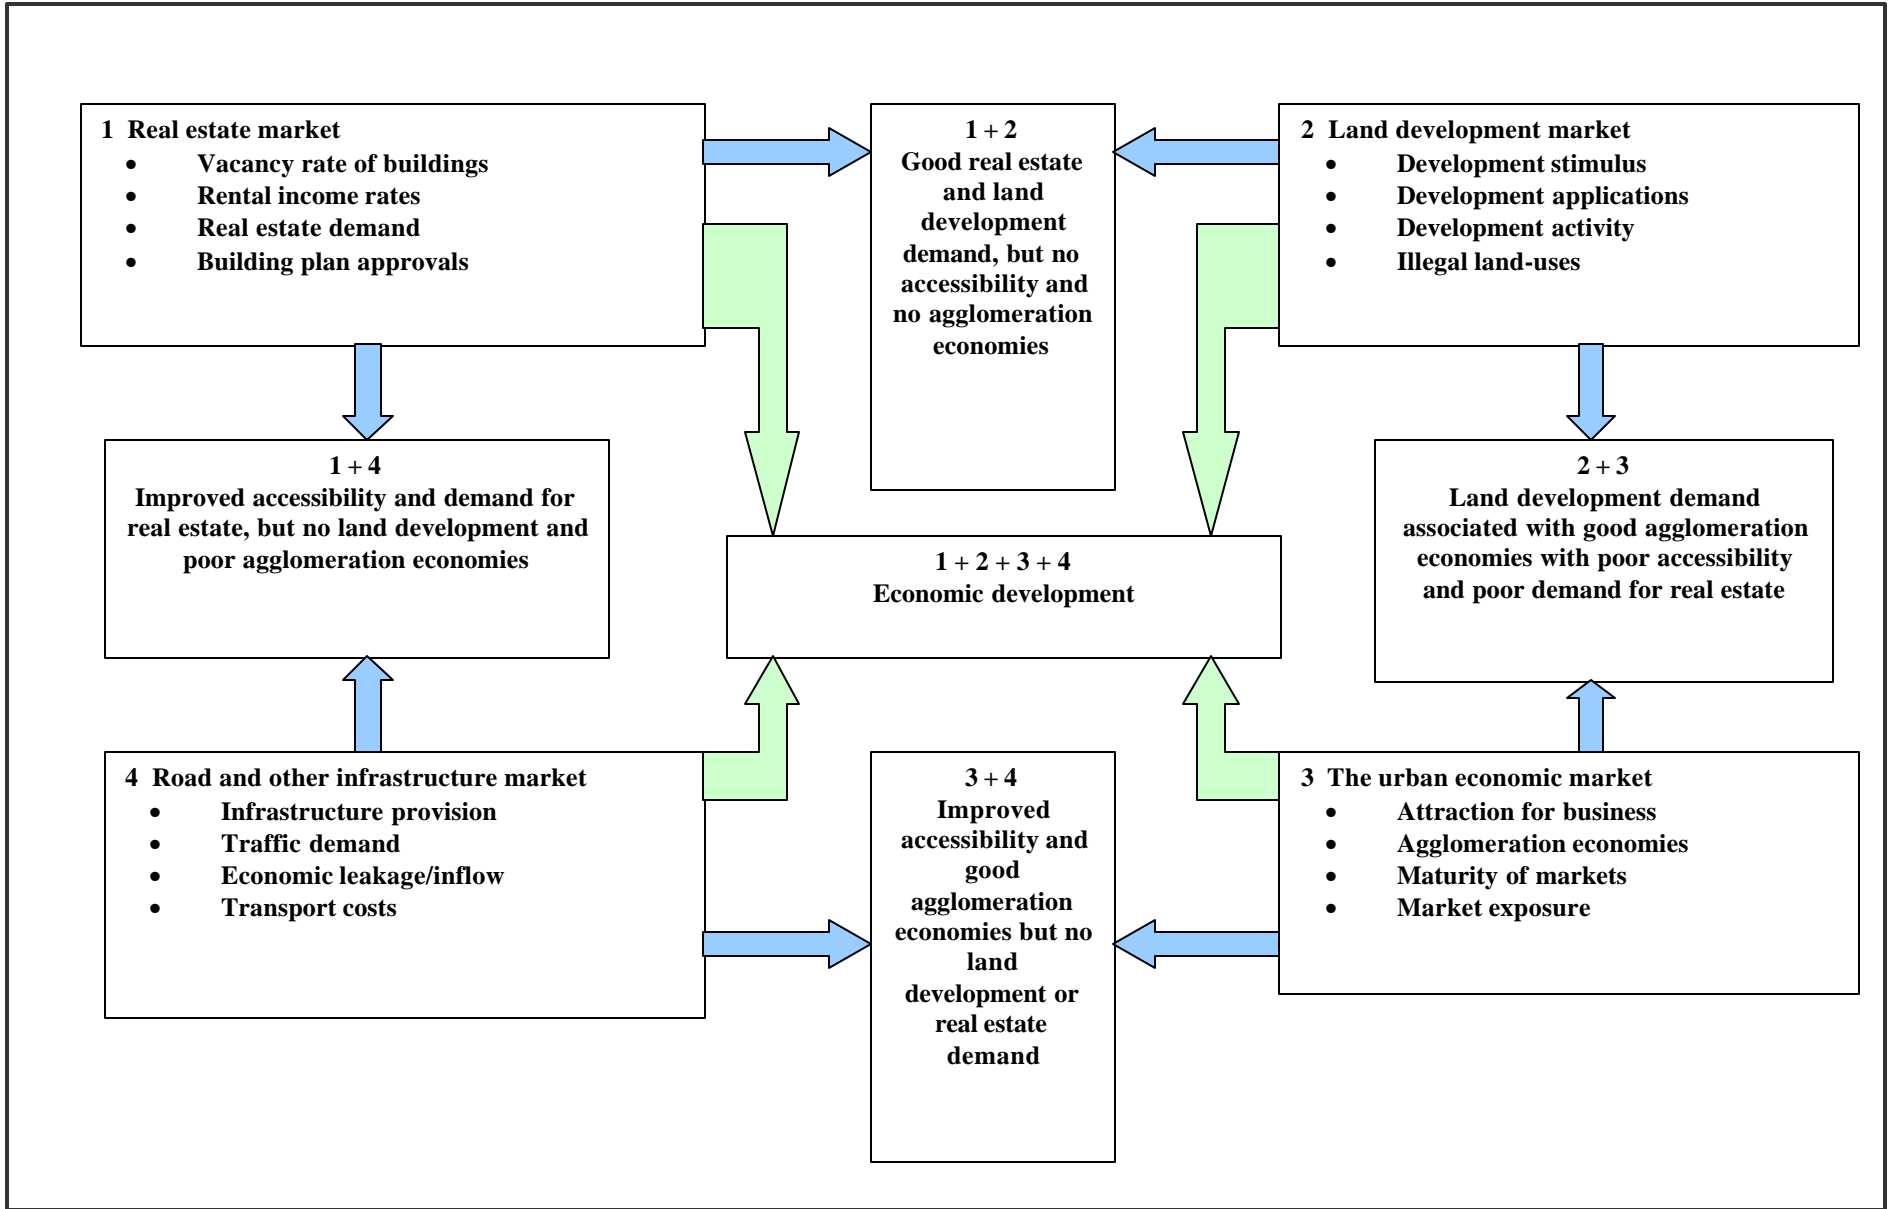 1 Real estate market
• Vacancy rate of buildings
• Rental income rates
• Real estate demand
• Building plan approvals
1 + 2
Good real estate
and land
development
demand, but no
accessibility and
no agglomeration
economies
2 Land development market
• Development stimulus
• Development applications
• Development activity
• Illegal land-uses
1 + 4
Improved accessibility and demand for
real estate, but no land development and
poor agglomeration economies
1 + 2 + 3 + 4
Economic development
2 + 3
Land development demand
associated with good agglomeration
economies with poor accessibility
and poor demand for real estate
4 Road and other infrastructure market
• Infrastructure provision
• Traffic demand
• Economic leakage/inflow
• Transport costs
3 + 4
Improved
accessibility and
good
agglomeration
economies but no
land
development or
real estate
demand
3 The urban economic market
• Attraction for business
• Agglomeration economies
• Maturity of markets
• Market exposure